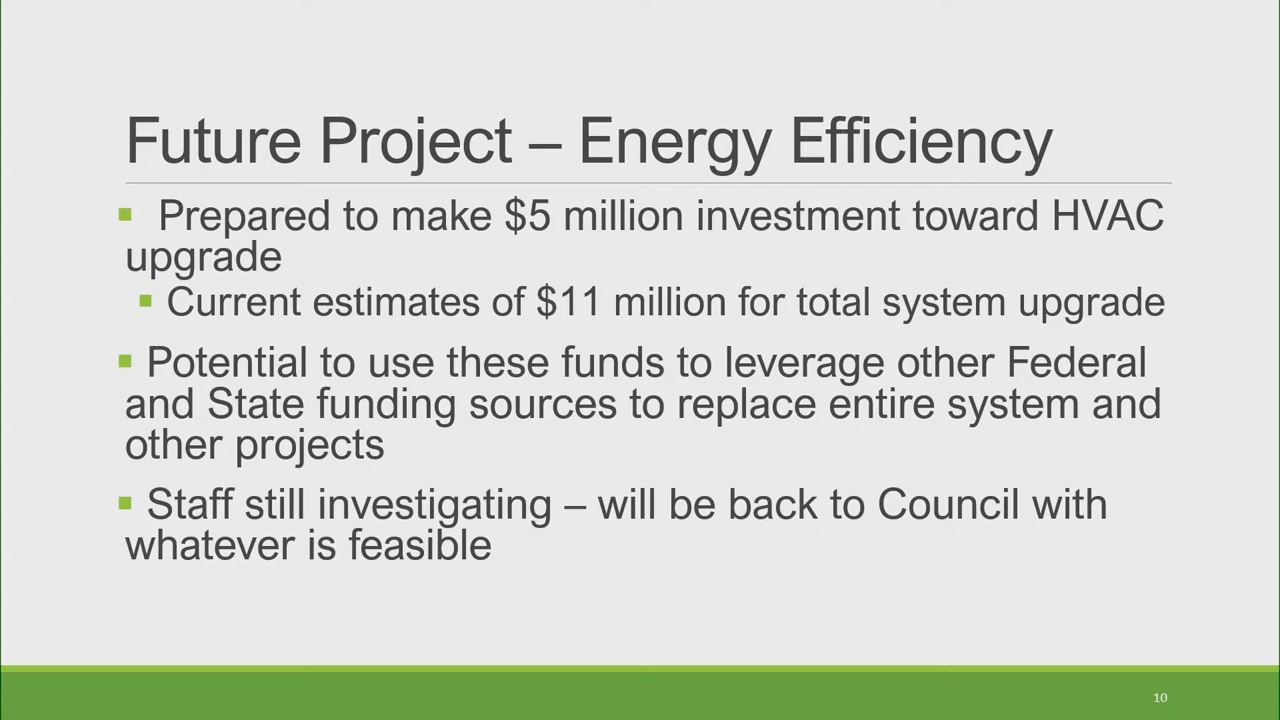 Future Project – Energy Efficiency
▪ Prepared to make $5 million investment toward HVAC
upgrade
▪ Current estimates of $11 million for total system upgrade
▪ Potential to use these funds to leverage other Federal
and State funding sources to replace entire system and
other projects
▪ Staff still investigating – will be back to Council with
whatever is feasible
10